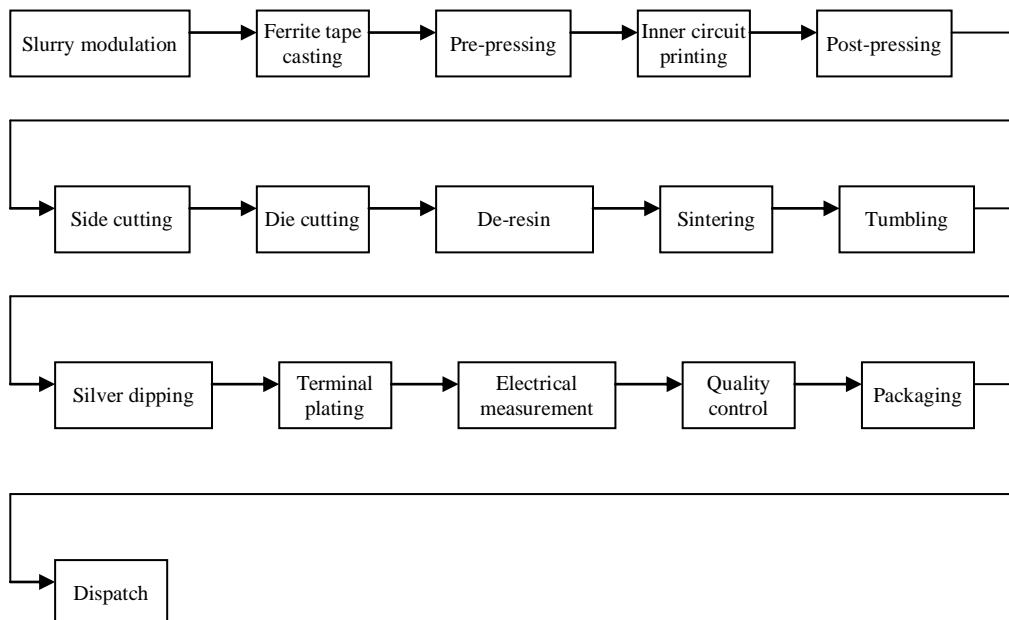 Slurry modulation
Ferrite tape
casting
Pre-pressing
Inner circuit
printing
Post-pressing
Side cutting
Die cutting
De-resin
Sintering
Tumbling
Silver dipping
Terminal
plating
Electrical
measurement
Quality
control
Packaging
Dispatch